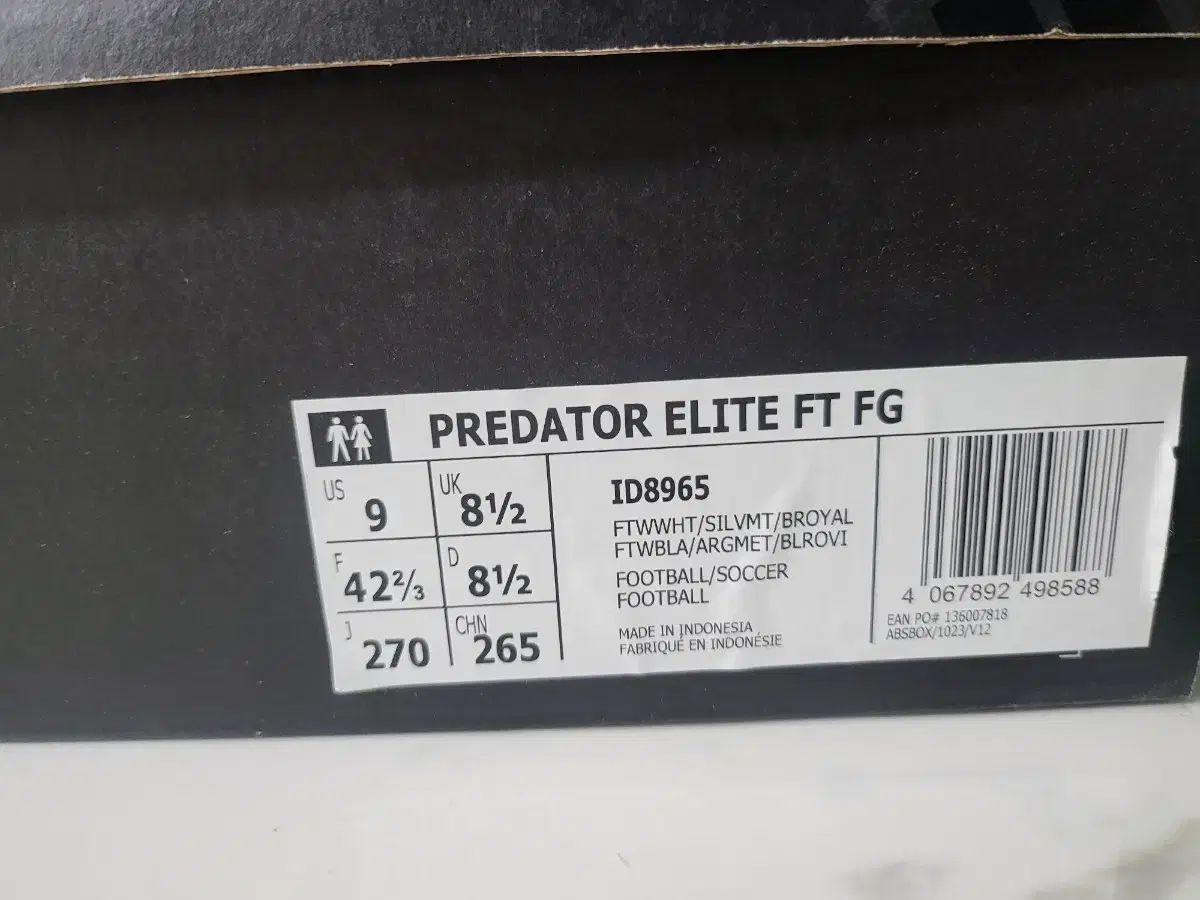 PREDATOR ELITE FT FG
US 9 UK 8½
F 42⅔ D 8½
J 270 CHN 265
ID8965
FTWWHT/SILVMT/BROYAL
FTWBLA/ARGMET/BLROVI
FOOTBALL/SOCCER
FOOTBALL
MADE IN INDONESIA
FABRIQUÉ EN INDONÉSIE
4 067892 498588
EAN PO# 136007818
ABSBOX/1023/V12